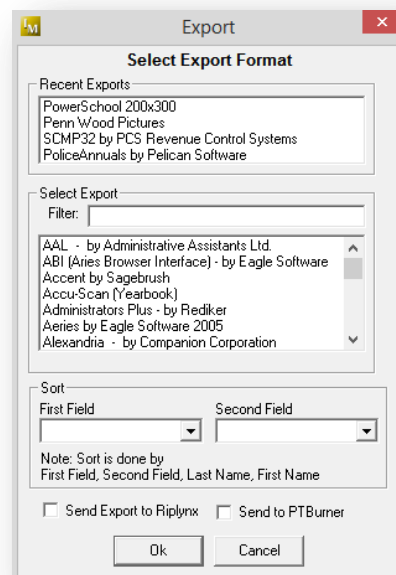 Export
Select Export Format
Recent Exports
PowerSchool 200x300
Penn Wood Pictures
SCMP32 by PCS Revenue Control Systems
PoliceAnnuals by Pelican Software
Select Export
Filter:
AAL - by Administrative Assistants Ltd.
ABI (Aries Browser Interface) - by Eagle Software
Accent by Sagebrush
Accu-Scan (Yearbook)
Administrators Plus - by Rediker
Aeries by Eagle Software 2005
Alexandria - by Companion Corporation
Sort
First Field Second Field
Note: Sort is done by
First Field, Second Field, Last Name, First Name
Send Export to Riplynx Send to PTBurner
Ok Cancel